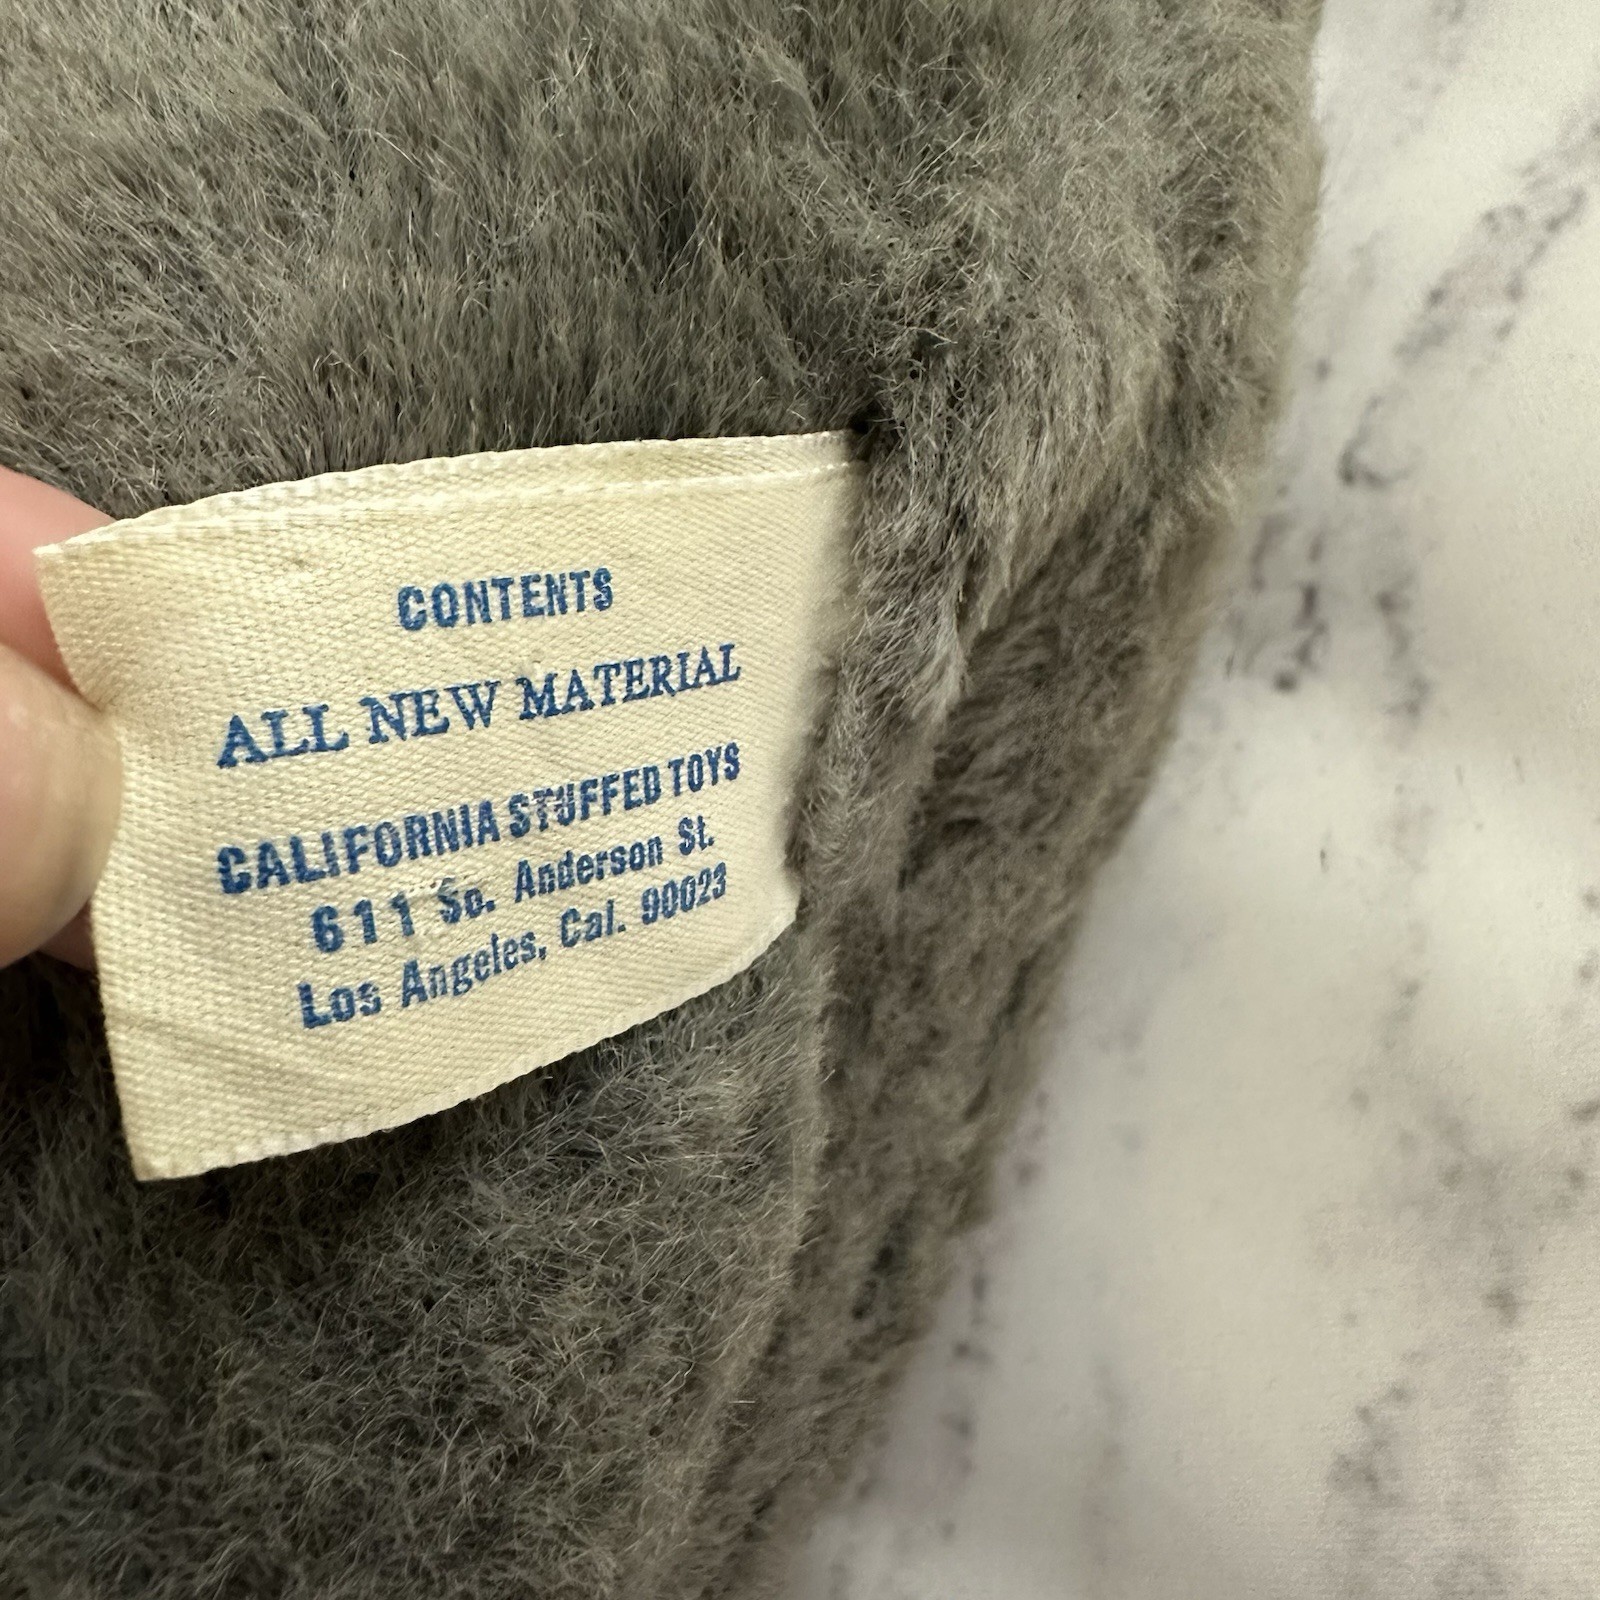 CONTENTS
ALL NEW MATERIAL
CALIFORNIA STUFFED TOYS
611 So. Anderson St.
Los Angeles, Cal. 90023